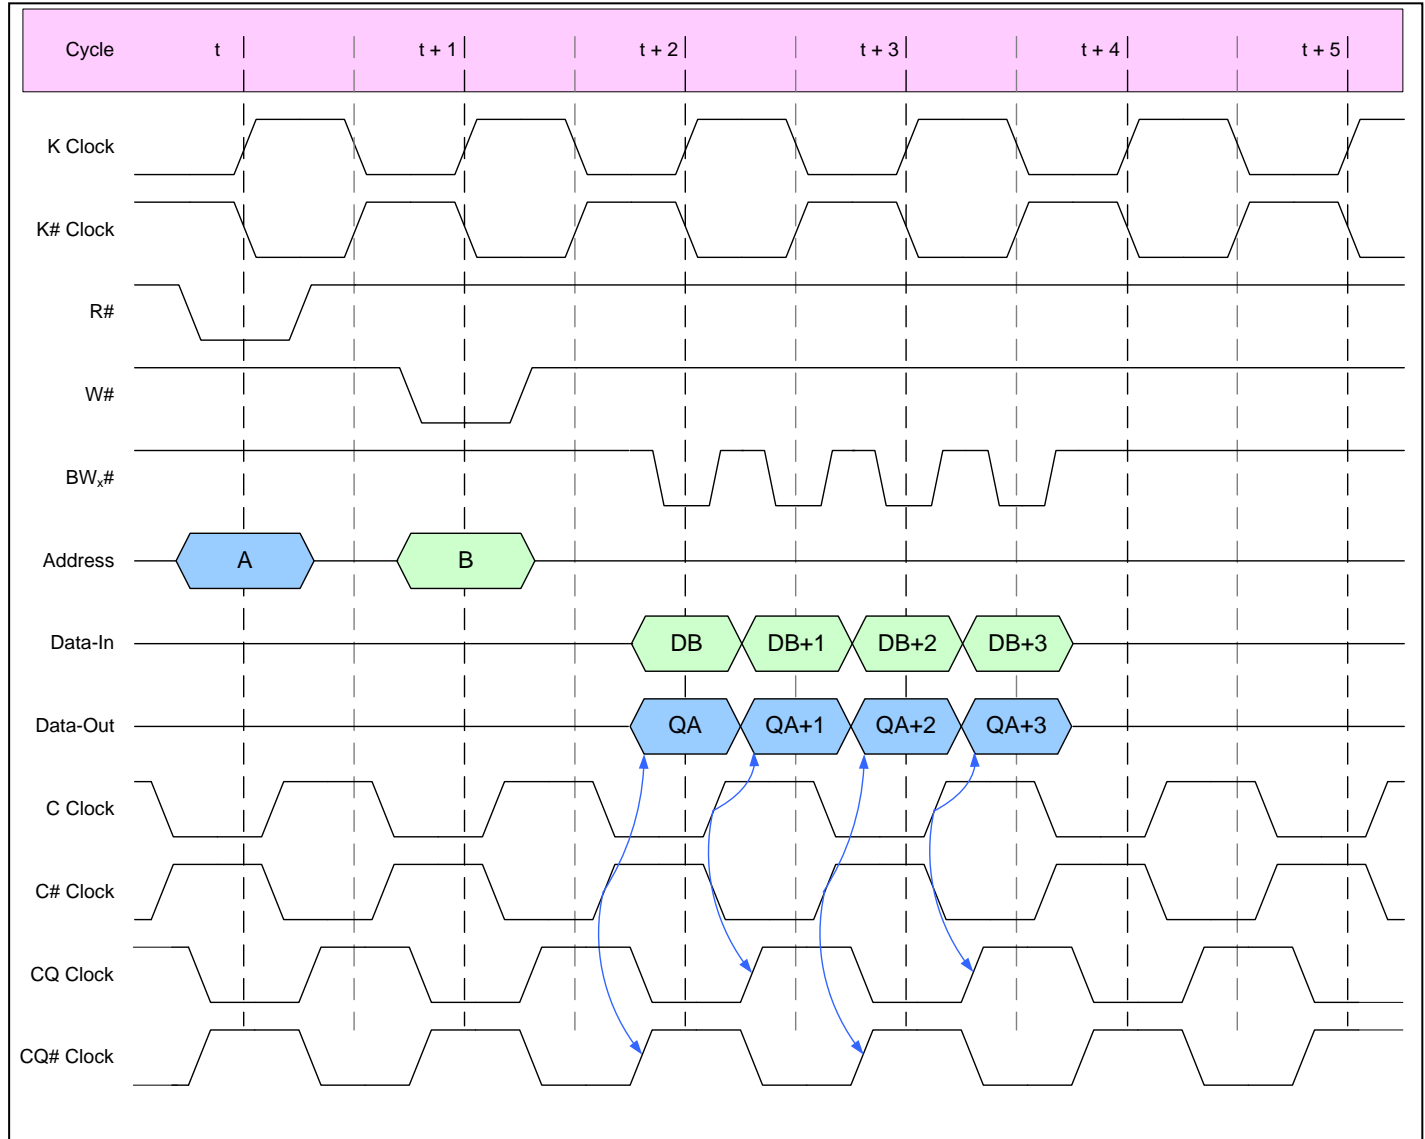 Cycle t t + 1 t + 2 t + 3 t + 4 t + 5
K Clock
K# Clock
R#
W#
BWx#
Address A B
Data-In DB DB+1 DB+2 DB+3
Data-Out QA QA+1 QA+2 QA+3
C Clock
C# Clock
CQ Clock
CQ# Clock